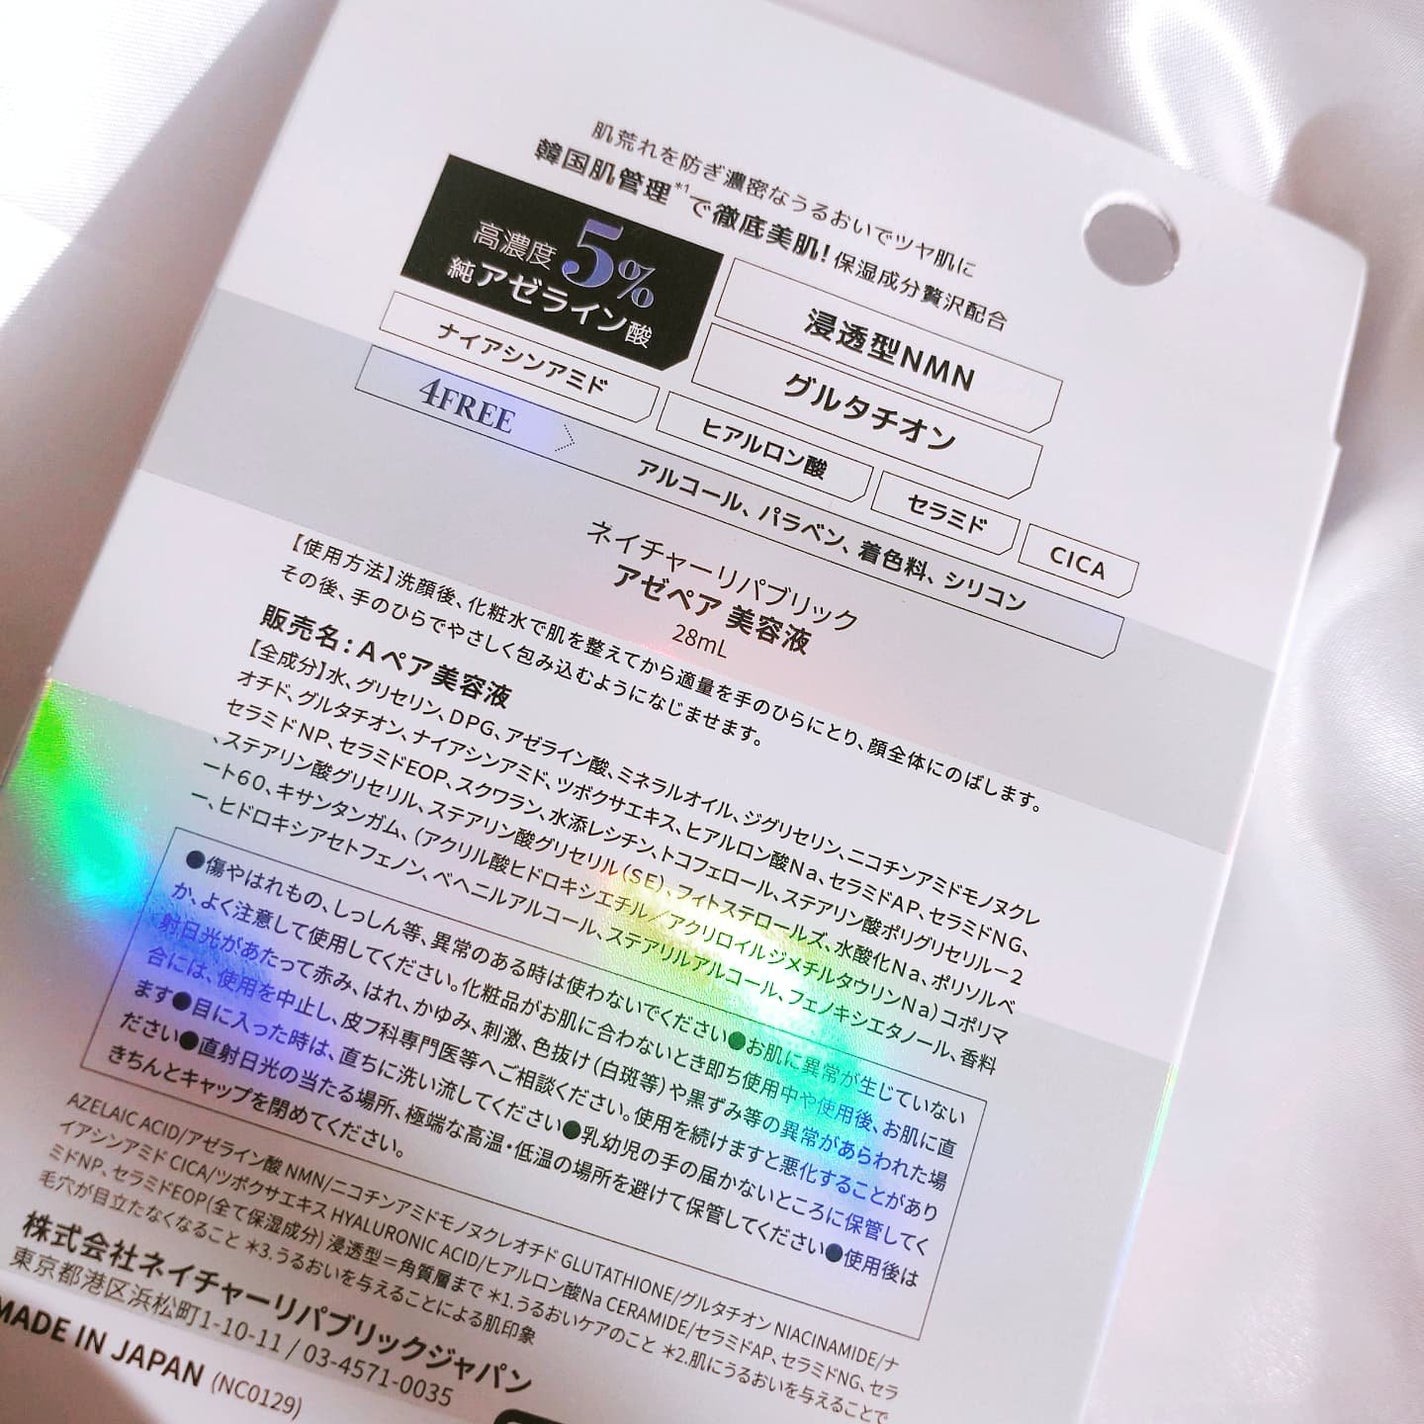 肌荒れを防ぎ濃密なうるおいでツヤ肌に
韓国肌管理*1で徹底美肌!保湿成分贅沢配合
高濃度5%
純アゼライン酸
浸透型NMN
グルタチオン
ナイアシンアミド
ヒアルロン酸
セラミド
CICA
4FREE
アルコール、パラベン、着色料、シリコン
ネイチャーリパブリック
アゼペア 美容液
28mL
【使用方法】洗顔後、化粧水で肌を整えてから適量を手のひらにとり、顔全体にのばします。
その後、手のひらでやさしく包み込むようになじませます。
販売名:Aペア美容液
【全成分】水、グリセリン、DPG、アゼライン酸、ミネラルオイル、ジグリセリン、ニコチンアミドモノヌクレ
オチド、グルタチオン、ナイアシンアミド、ツボクサエキス、ヒアルロン酸Na、セラミドAP、セラミドNG、
セラミドNP、セラミドEOP、スクワラン、水添レシチン、トコフェロール、ステアリン酸ポリグリセリル-2
、ステアリン酸グリセリル、ステアリン酸グリセリル(SE)、フィトステロールズ、水酸化Na、ポリソルベ
ート60、キサンタンガム、(アクリル酸ヒドロキシエチル/アクリロイルジメチルタウリンNa)コポリマ
ー、ヒドロキシアセトフェノン、ベヘニルアルコール、ステアリルアルコール、フェノキシエタノール、香料
●傷やはれもの、しっしん等、異常のある時は使わないでください●お肌に異常が生じていない
か、よく注意して使用してください。化粧品がお肌に合わないとき即ち使用中や使用後、お肌に直
射日光があたって赤み、はれ、かゆみ、刺激、色抜け(白斑等)や黒ずみ等の異常があらわれた場
合には、使用を中止し、皮フ科専門医等へご相談ください。使用を続けますと悪化することがあり
ます●目に入った時は、直ちに洗い流してください●乳幼児の手の届かないところに保管してく
ださい●直射日光の当たる場所、極端な高温・低温の場所を避けて保管してください●使用後は
きちんとキャップを閉めてください。
AZELAIC ACID/アゼライン酸 NMN/ニコチンアミドモノヌクレオチド GLUTATHIONE/グルタチオン NIACINAMIDE/ナ
イアシンアミド CICA/ツボクサエキス HYALURONIC ACID/ヒアルロン酸Na CERAMIDE/セラミドAP、セラミドNG、セラ
ミドNP、セラミドEOP(全て保湿成分) 浸透型=角質層まで *1.うるおいケアのこと *2.肌にうるおいを与えることで
毛穴が目立たなくなること *3.うるおいを与えることによる肌印象
株式会社ネイチャーリパブリックジャパン
東京都港区浜松町1-10-11 / 03-4571-0035
MADE IN JAPAN (NC0129)